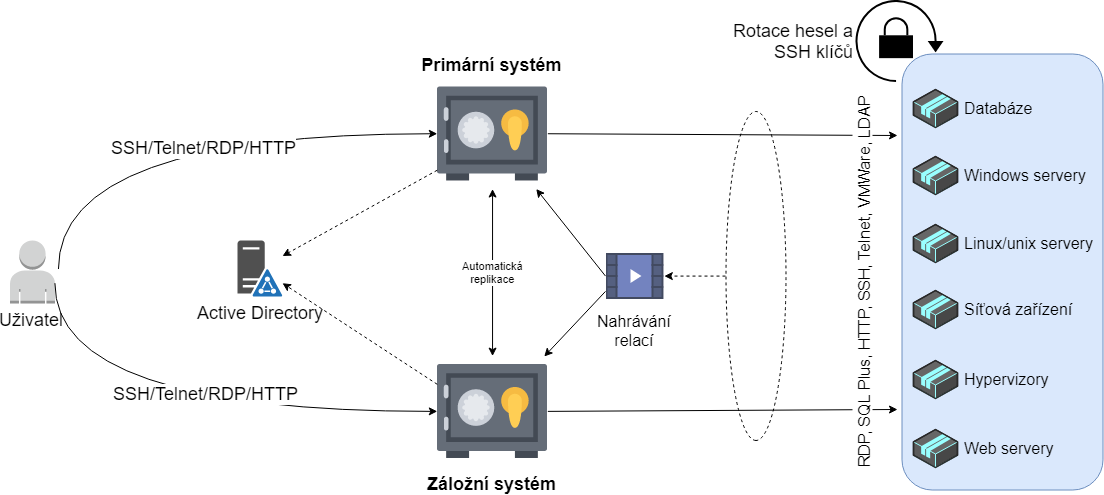 Rotace hesel a
SSH klíčů
Primární systém
SSH/Telnet/RDP/HTTP
Uživatel
Active Directory
Automatická
replikace
Nahrávání
relací
SSH/Telnet/RDP/HTTP
Záložní systém
RDP, SQL Plus, HTTP, SSH, Telnet, VMWare, LDAP
Databáze
Windows servery
Linux/unix servery
Síťová zařízení
Hypervizory
Web servery